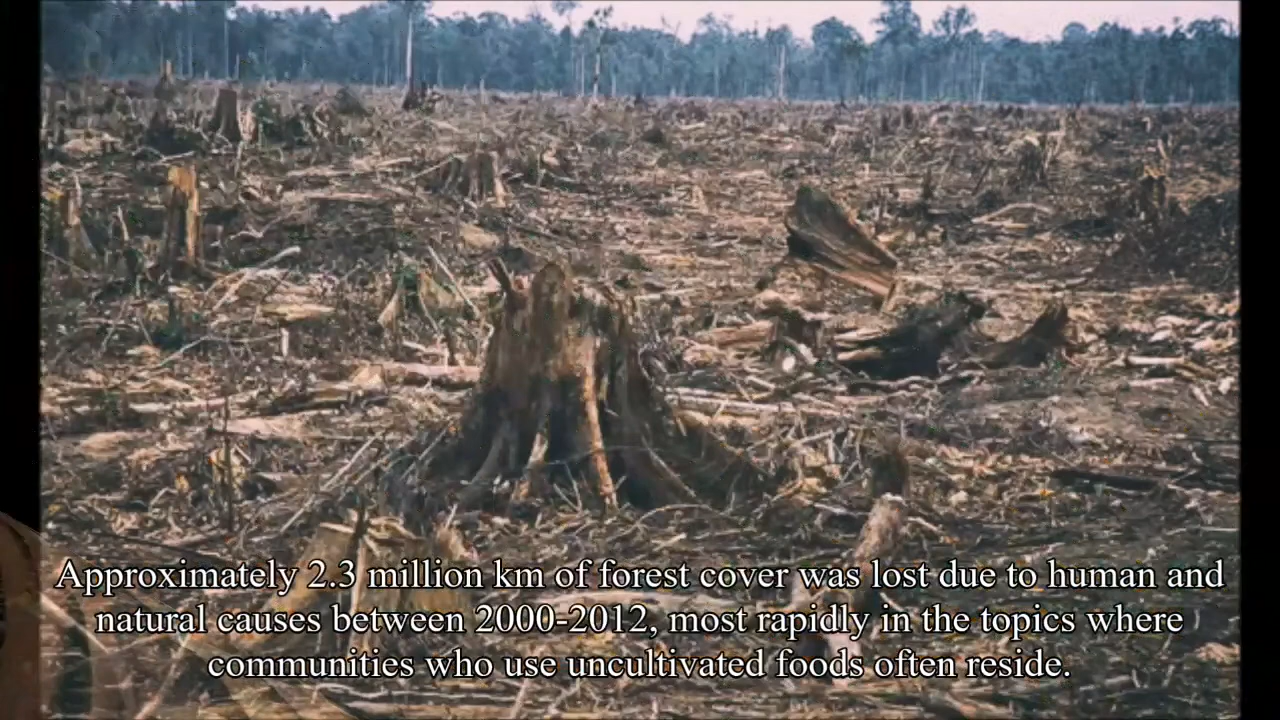 Approximately 2.3 million km of forest cover was lost due to human and
natural causes between 2000-2012, most rapidly in the topics where
communities who use uncultivated foods often reside.